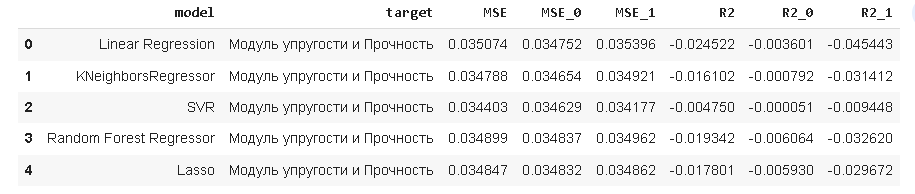 model target MSE MSE_0 MSE_1 R2 R2_0 R2_1
0 Linear Regression Модуль упругости и Прочность 0.035074 0.034752 0.035396 -0.024522 -0.003601 -0.045443
1 KNeighborsRegressor Модуль упругости и Прочность 0.034788 0.034654 0.034921 -0.016102 -0.000792 -0.031412
2 SVR Модуль упругости и Прочность 0.034403 0.034629 0.034177 -0.004750 -0.000051 -0.009448
3 Random Forest Regressor Модуль упругости и Прочность 0.034899 0.034837 0.034962 -0.019342 -0.006064 -0.032620
4 Lasso Модуль упругости и Прочность 0.034847 0.034832 0.034862 -0.017801 -0.005930 -0.029672